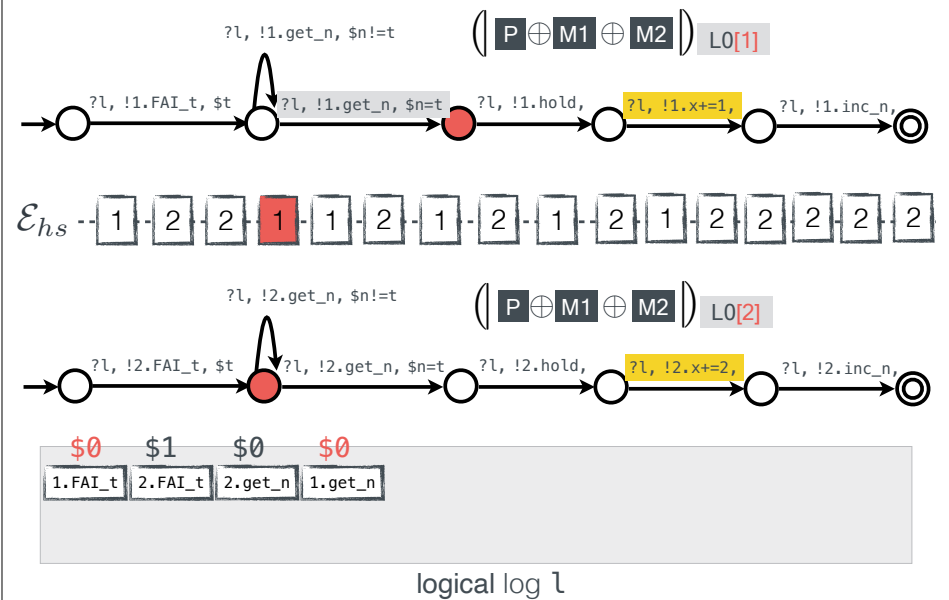 ?l, !1.get_n, $n!=t
(| P ⊕ M1 ⊕ M2 |) L0[1]
?l, !1.FAI_t, $t ?l, !1.get_n, $n=t ?l, !1.hold, ?l, !1.x+=1, ?l, !1.inc_n,
ℰhs 1 2 2 1 1 2 1 2 1 2 1 2 2 2 2 2
?l, !2.get_n, $n!=t
(| P ⊕ M1 ⊕ M2 |) L0[2]
?l, !2.FAI_t, $t ?l, !2.get_n, $n=t ?l, !2.hold, ?l, !2.x+=2, ?l, !2.inc_n,
$0 $1 $0 $0
1.FAI_t 2.FAI_t 2.get_n 1.get_n
logical log l